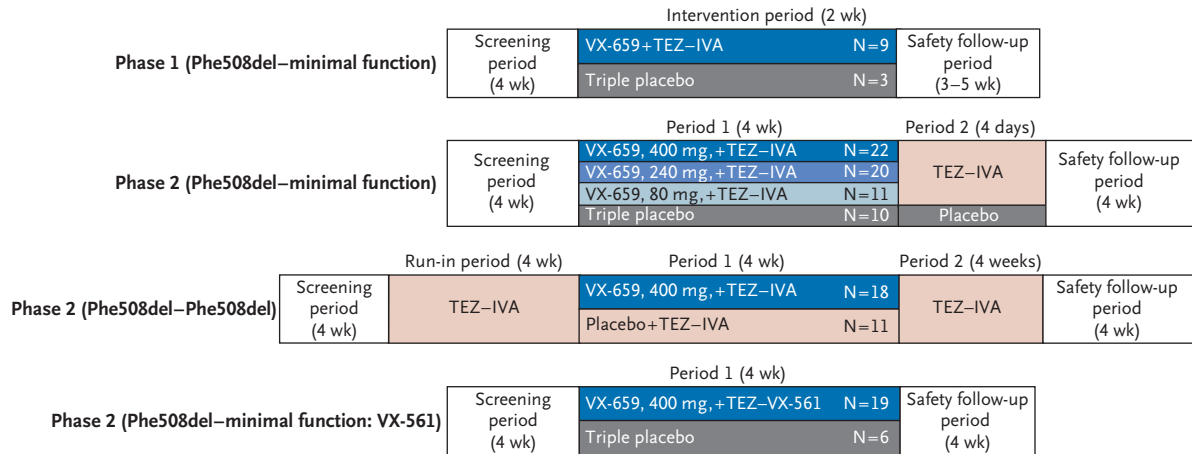 Intervention period (2 wk)
Phase 1 (Phe508del–minimal function)
Screening
period
(4 wk)
VX-659+TEZ–IVA N=9
Triple placebo N=3
Safety follow-up
period
(3–5 wk)
Period 1 (4 wk) Period 2 (4 days)
Phase 2 (Phe508del–minimal function)
Screening
period
(4 wk)
VX-659, 400 mg,+TEZ–IVA N=22
VX-659, 240 mg,+TEZ–IVA N=20
VX-659, 80 mg,+TEZ–IVA N=11
Triple placebo N=10
TEZ–IVA
Placebo
Safety follow-up
period
(4 wk)
Run-in period (4 wk) Period 1 (4 wk) Period 2 (4 weeks)
Phase 2 (Phe508del–Phe508del)
Screening
period
(4 wk)
TEZ–IVA
VX-659, 400 mg,+TEZ–IVA N=18
Placebo+TEZ–IVA N=11
TEZ–IVA
Safety follow-up
period
(4 wk)
Period 1 (4 wk)
Phase 2 (Phe508del–minimal function: VX-561)
Screening
period
(4 wk)
VX-659, 400 mg,+TEZ–VX-561 N=19
Triple placebo N=6
Safety follow-up
period
(4 wk)